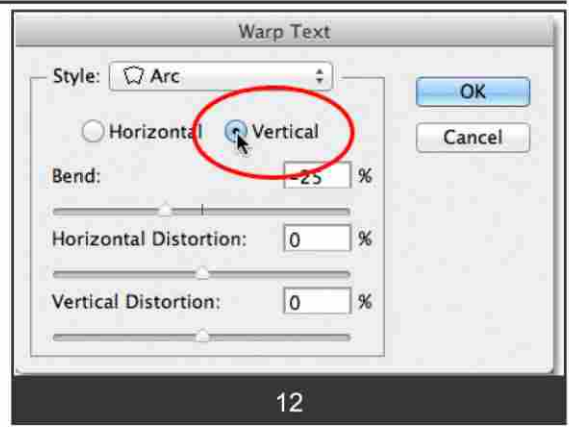 Warp Text
Style: Arc
OK
Horizontal Vertical
Cancel
Bend: -25 %
Horizontal Distortion: 0 %
Vertical Distortion: 0 %
12